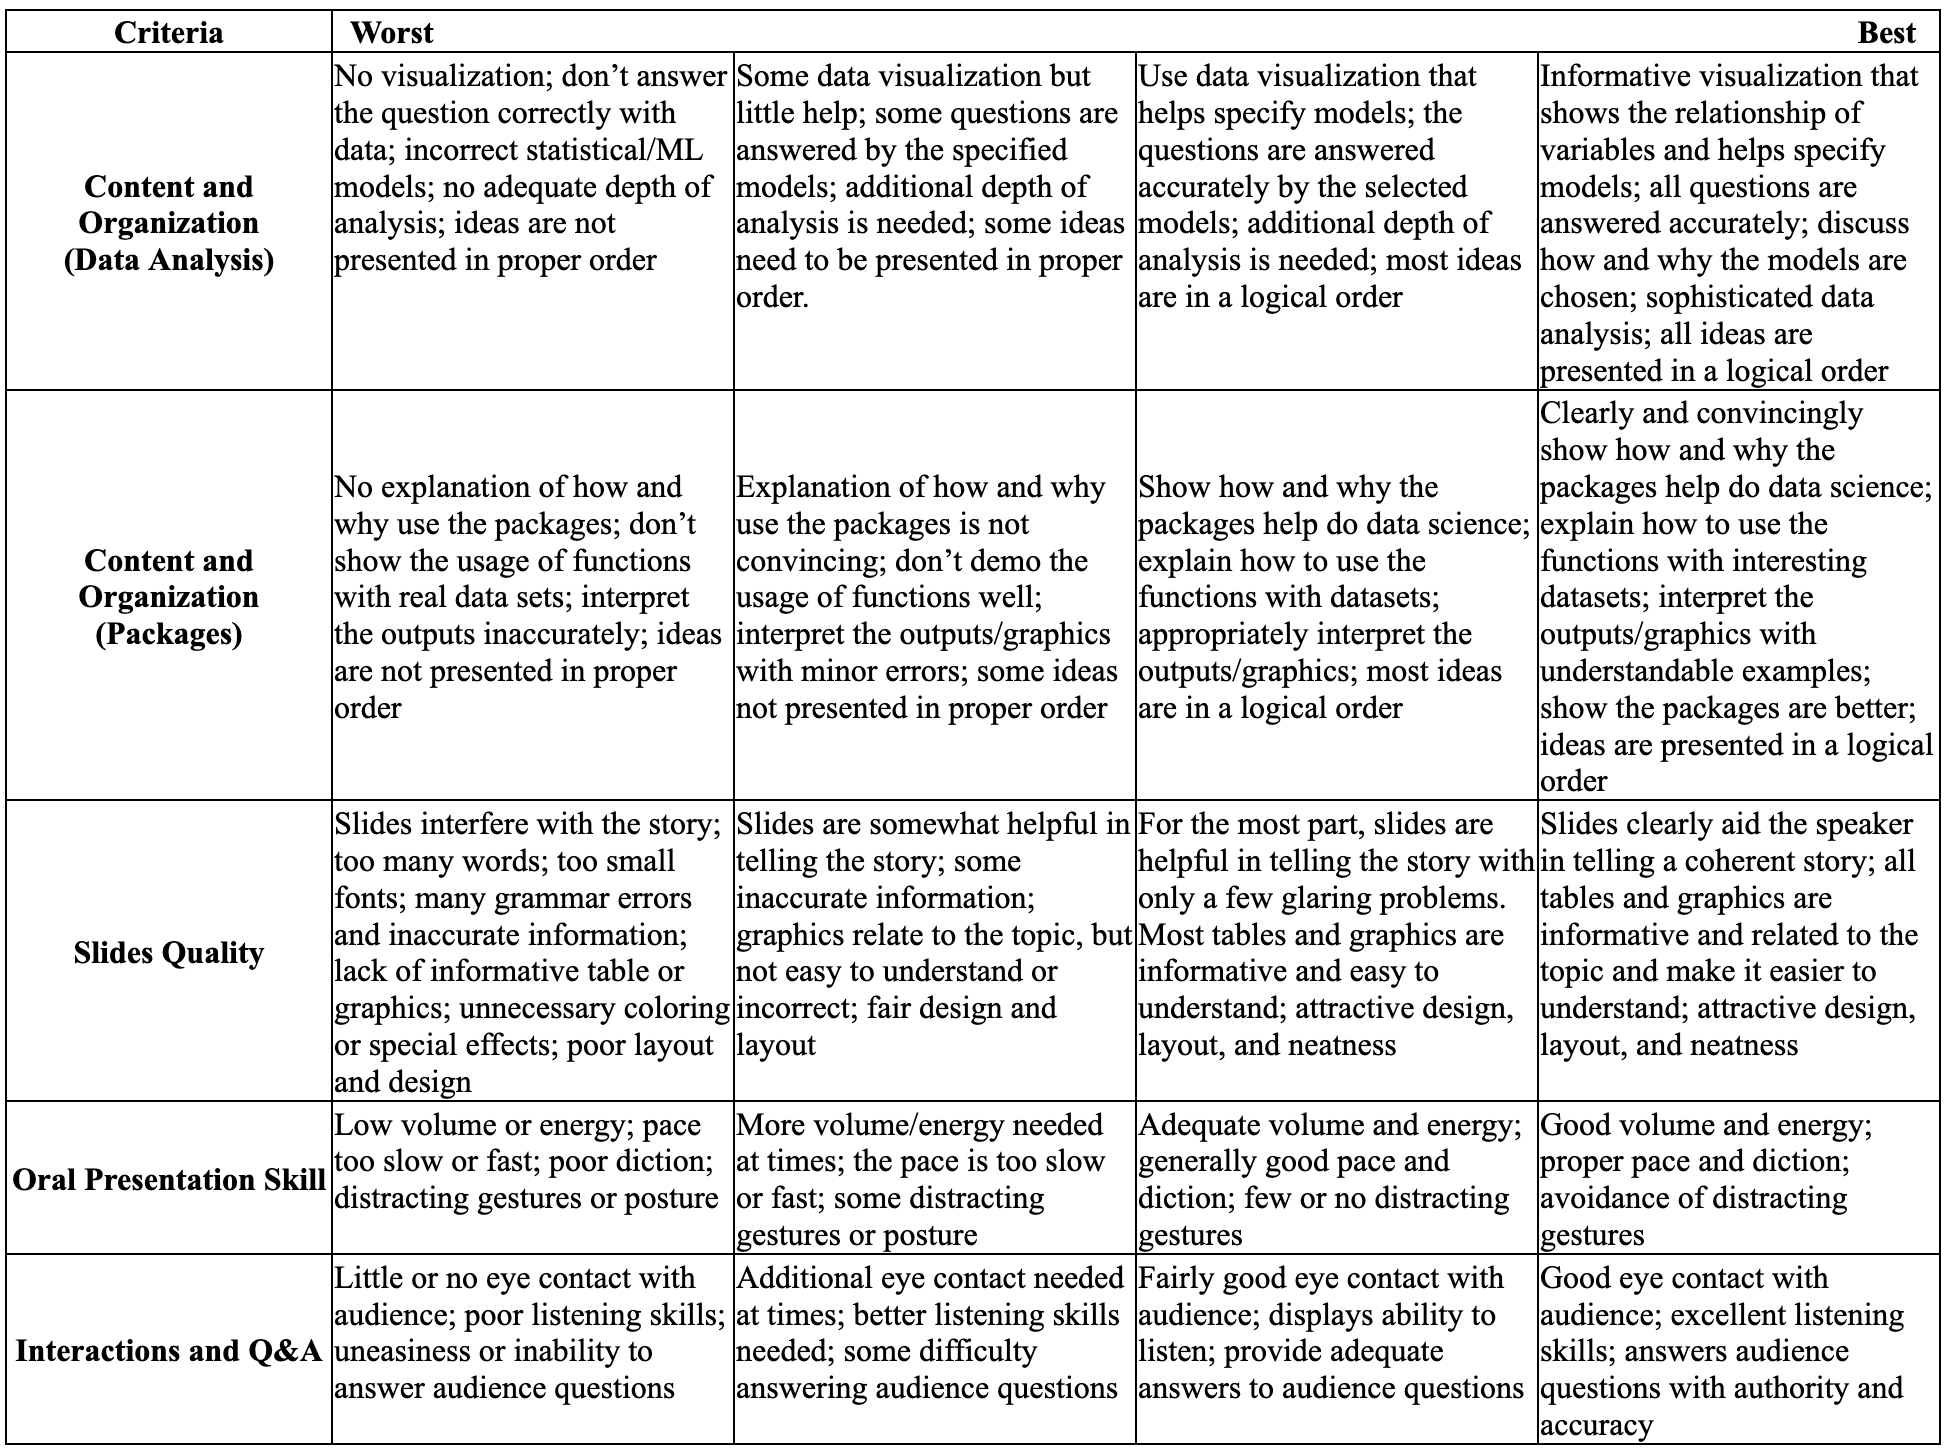 Criteria
Worst
Best
Content and
Organization
(Data Analysis)
No visualization; don’t answer
the question correctly with
data; incorrect statistical/ML
models; no adequate depth of
analysis; ideas are not
presented in proper order
Some data visualization but
little help; some questions are
answered by the specified
models; additional depth of
analysis is needed; some ideas
need to be presented in proper
order.
Use data visualization that
helps specify models; the
questions are answered
accurately by the selected
models; additional depth of
analysis is needed; most ideas
are in a logical order
Informative visualization that
shows the relationship of
variables and helps specify
models; all questions are
answered accurately; discuss
how and why the models are
chosen; sophisticated data
analysis; all ideas are
presented in a logical order
Content and
Organization
(Packages)
No explanation of how and
why use the packages; don’t
show the usage of functions
with real data sets; interpret
the outputs inaccurately; ideas
are not presented in proper
order
Explanation of how and why
use the packages is not
convincing; don’t demo the
usage of functions well;
interpret the outputs/graphics
with minor errors; some ideas
not presented in proper order
Show how and why the
packages help do data science;
explain how to use the
functions with datasets;
appropriately interpret the
outputs/graphics; most ideas
are in a logical order
Clearly and convincingly
show how and why the
packages help do data science;
explain how to use the
functions with interesting
datasets; interpret the
outputs/graphics with
understandable examples;
show the packages are better;
ideas are presented in a logical
order
Slides Quality
Slides interfere with the story;
too many words; too small
fonts; many grammar errors
and inaccurate information;
lack of informative table or
graphics; unnecessary coloring
or special effects; poor layout
and design
Slides are somewhat helpful in
telling the story; some
inaccurate information;
graphics relate to the topic, but
not easy to understand or
incorrect; fair design and
layout
For the most part, slides are
helpful in telling the story with
only a few glaring problems.
Most tables and graphics are
informative and easy to
understand; attractive design,
layout, and neatness
Slides clearly aid the speaker
in telling a coherent story; all
tables and graphics are
informative and related to the
topic and make it easier to
understand; attractive design,
layout, and neatness
Oral Presentation Skill
Low volume or energy; pace
too slow or fast; poor diction;
distracting gestures or posture
More volume/energy needed
at times; the pace is too slow
or fast; some distracting
gestures or posture
Adequate volume and energy;
generally good pace and
diction; few or no distracting
gestures
Good volume and energy;
proper pace and diction;
avoidance of distracting
gestures
Interactions and Q&A
Little or no eye contact with
audience; poor listening skills;
uneasiness or inability to
answer audience questions
Additional eye contact needed
at times; better listening skills
needed; some difficulty
answering audience questions
Fairly good eye contact with
audience; displays ability to
listen; provide adequate
answers to audience questions
Good eye contact with
audience; excellent listening
skills; answers audience
questions with authority and
accuracy